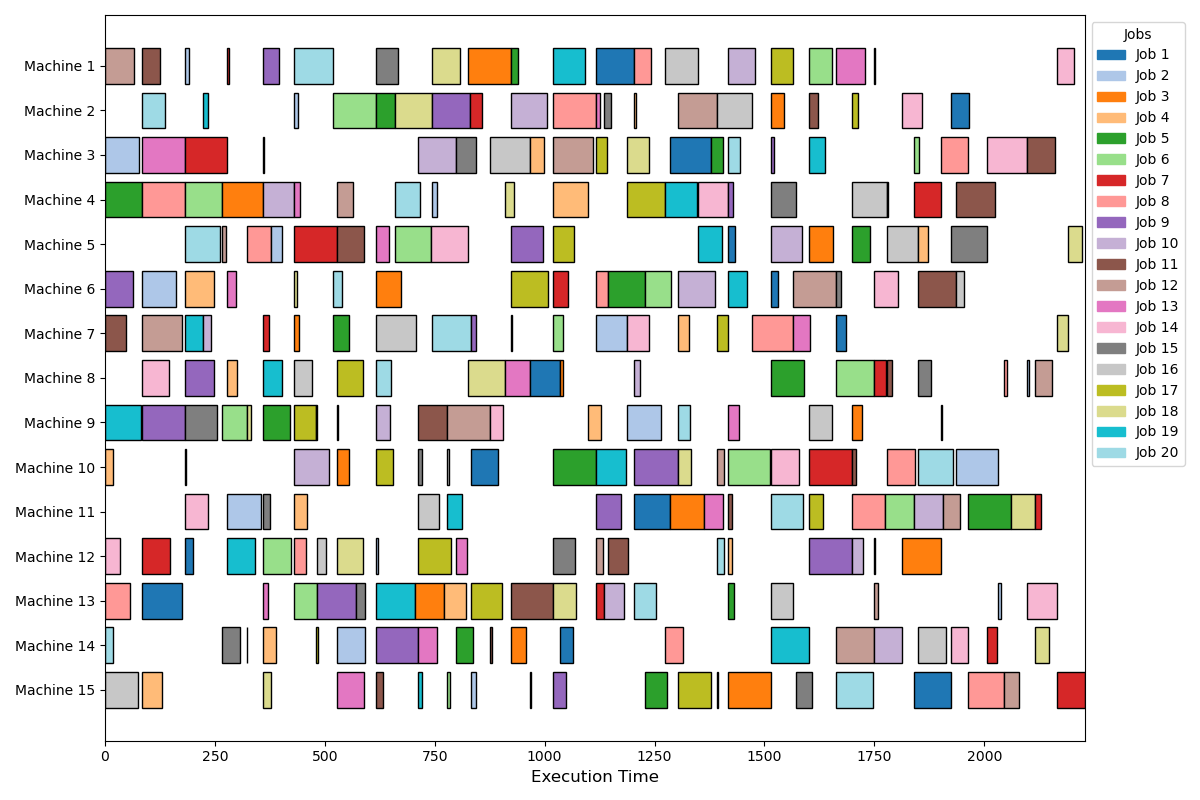 Machine 1
Machine 2
Machine 3
Machine 4
Machine 5
Machine 6
Machine 7
Machine 8
Machine 9
Machine 10
Machine 11
Machine 12
Machine 13
Machine 14
Machine 15
0 250 500 750 1000 1250 1500 1750 2000
Execution Time
Jobs
Job 1
Job 2
Job 3
Job 4
Job 5
Job 6
Job 7
Job 8
Job 9
Job 10
Job 11
Job 12
Job 13
Job 14
Job 15
Job 16
Job 17
Job 18
Job 19
Job 20